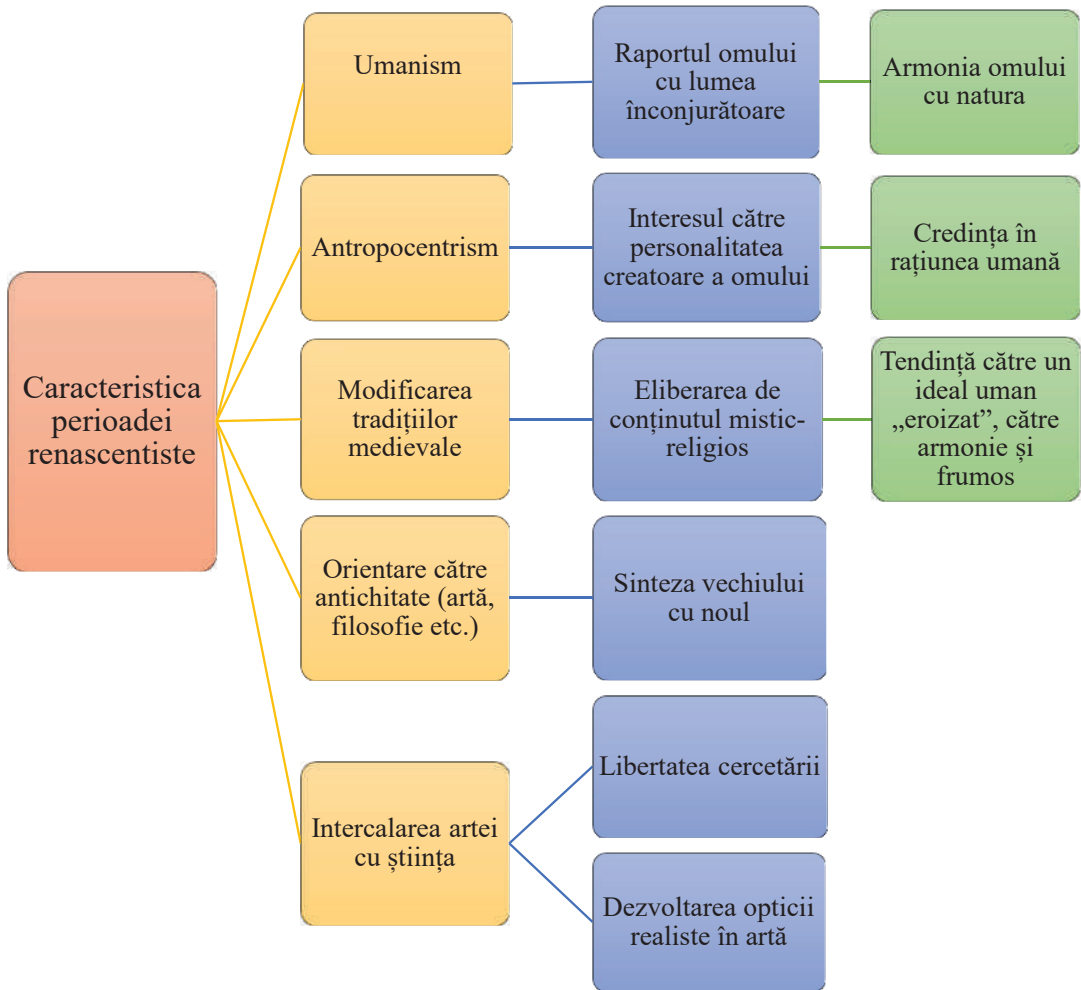 Caracteristica
perioadei
renascentiste
Umanism
Raportul omului
cu lumea
înconjurătoare
Armonia omului
cu natura
Antropocentrism
Interesul către
personalitatea
creatoare a omului
Credința în
rațiunea umană
Modificarea
tradițiilor
medievale
Eliberarea de
conținutul mistic-
religios
Tendință către un
ideal uman
„eroizat”, către
armonie și
frumos
Orientare către
antichitate (artă,
filosofie etc.)
Sinteza vechiului
cu noul
Intercalarea artei
cu știința
Libertatea cercetării
Dezvoltarea opticii
realiste în artă